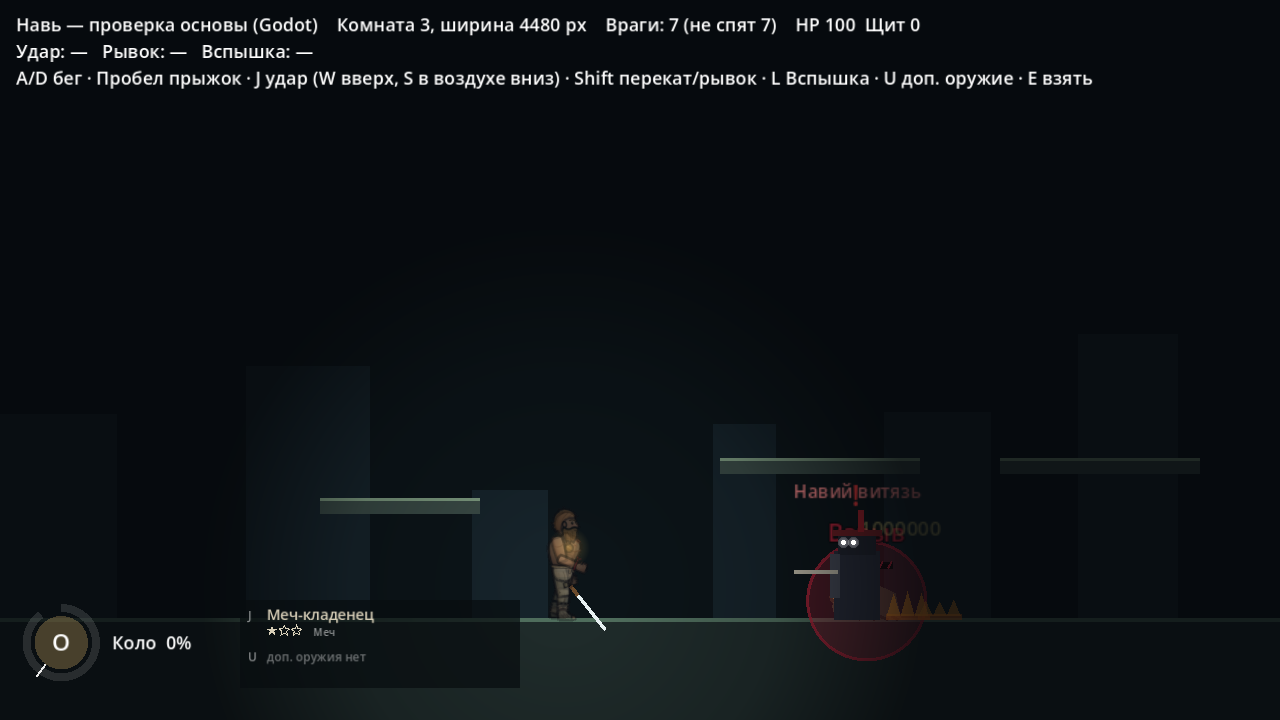 Навь — проверка основы (Godot) Комната 3, ширина 4480 px Враги: 7 (не спят 7) HP 100 Щит 0
Удар: — Рывок: — Вспышка: —
A/D бег · Пробел прыжок · J удар (W вверх, S в воздухе вниз) · Shift перекат/рывок · L Вспышка · U доп. оружие · E взять
Навий витязь
!
1000000
J Меч-кладенец
★☆☆ Меч
U доп. оружия нет
О
Коло 0%